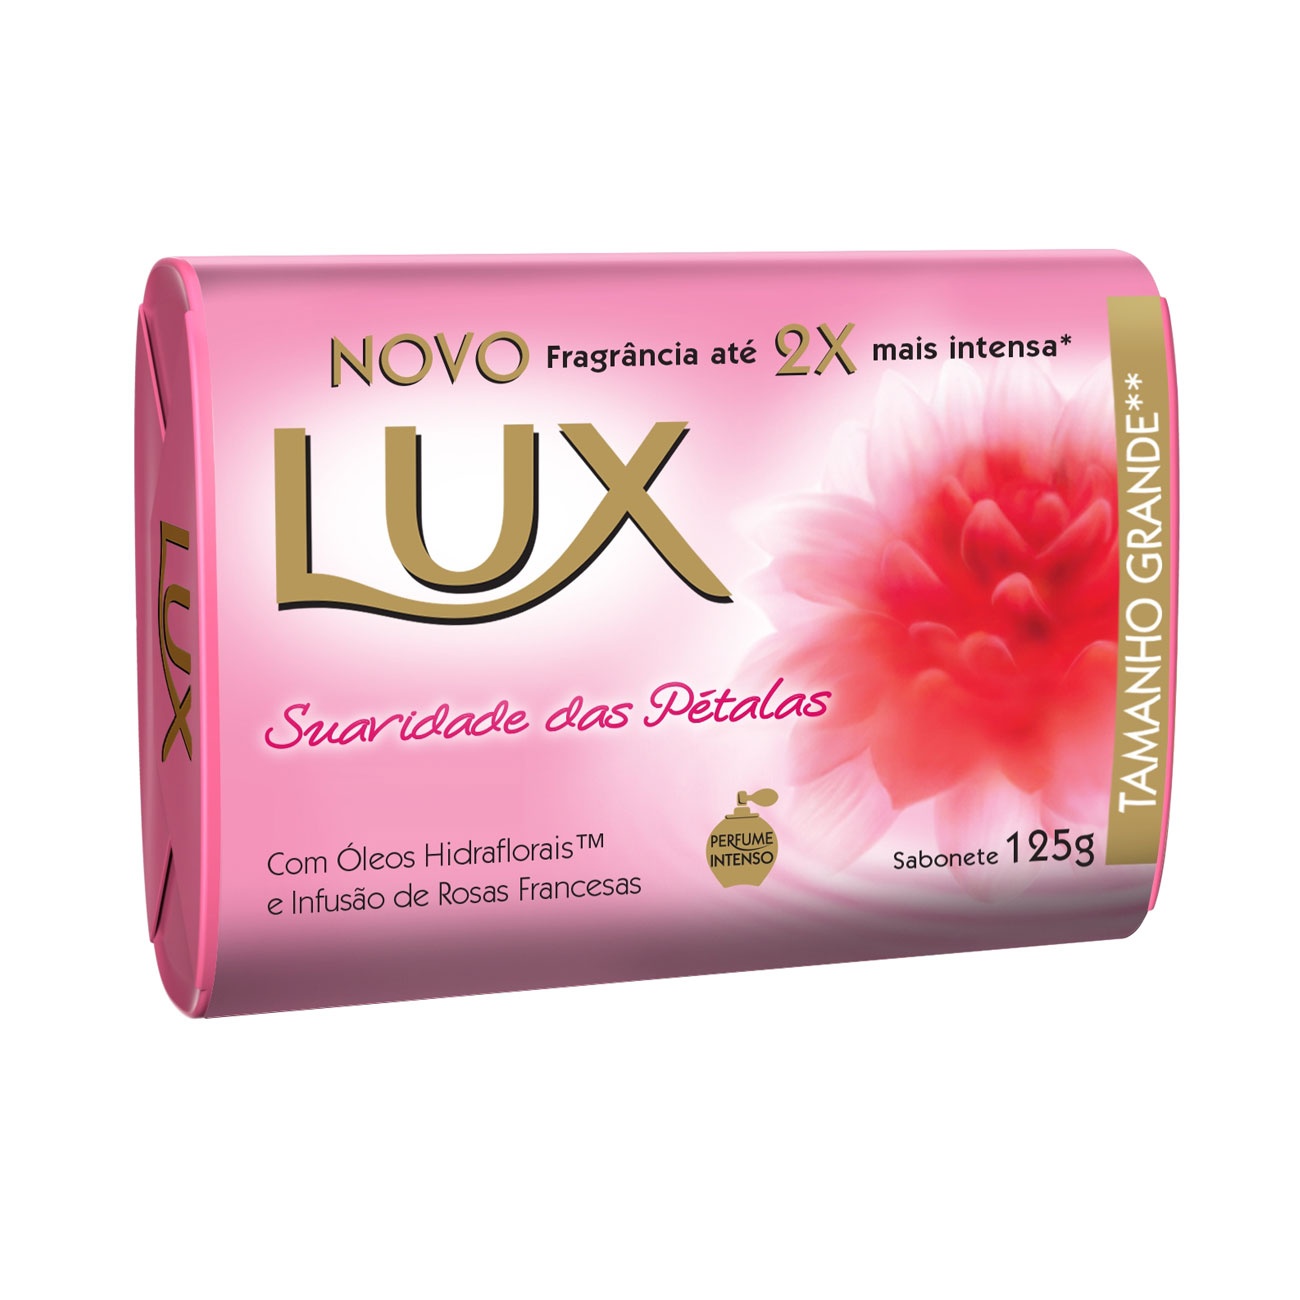 NOVO Fragrância até 2X mais intensa*
LUX
Suavidade das Pétalas
Com Óleos Hidraflorais™
e Infusão de Rosas Francesas
PERFUME
INTENSO
Sabonete 125g
TAMANHO GRANDE**
LUX